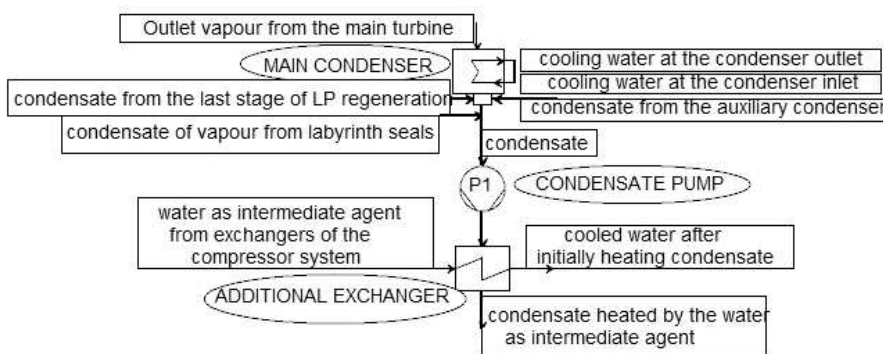 Outlet vapour from the main turbine
MAIN CONDENSER
cooling water at the condenser outlet
cooling water at the condenser inlet
condensate from the last stage of LP regeneration
condensate from the auxillary condenser
condensate of vapour from labyrinth seals
condensate
P1
CONDENSATE PUMP
water as intermediate agent
from exchangers of the
compressor system
cooled water after
initially heating condensate
ADDITIONAL EXCHANGER
condensate heated by the water
as intermediate agent